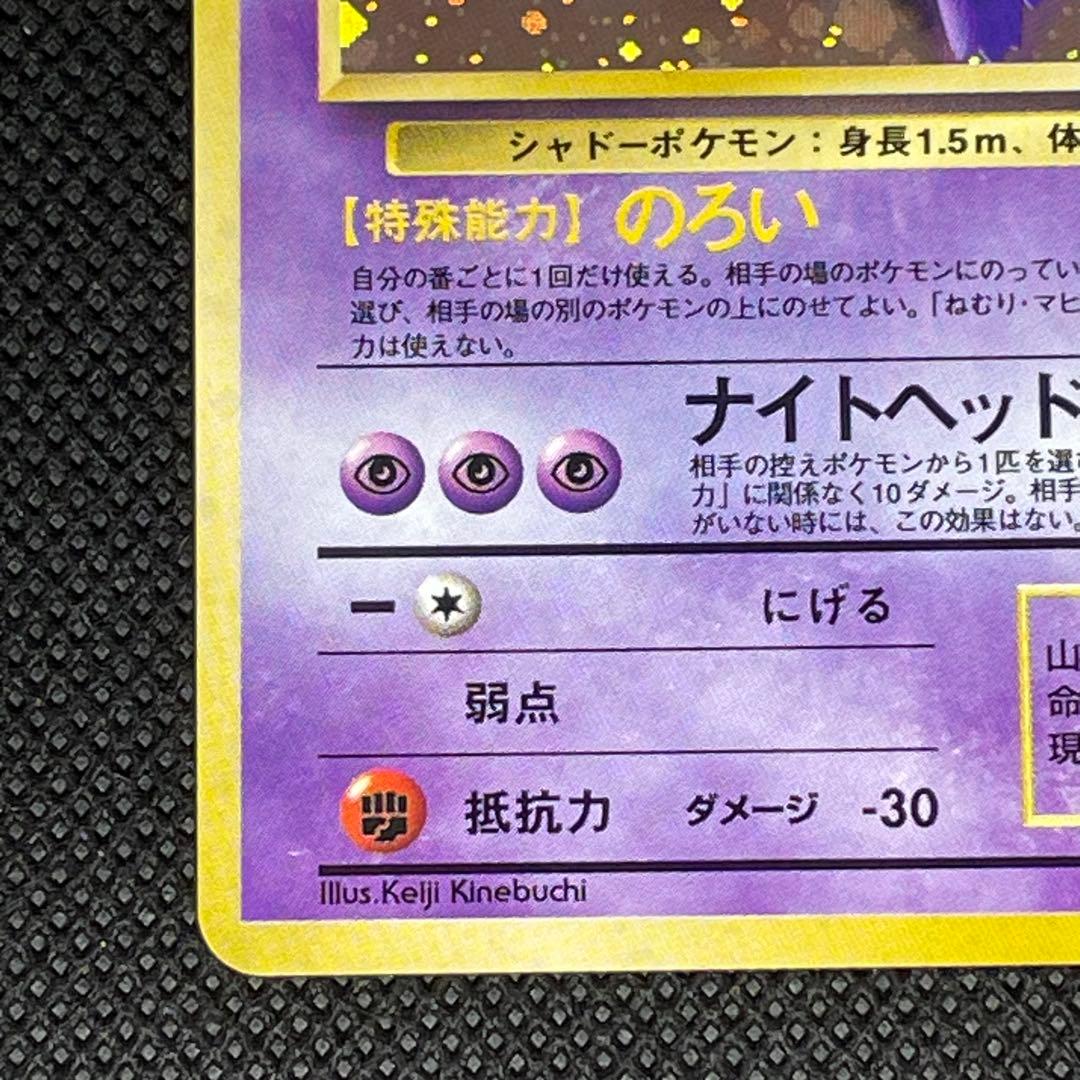 シャドーポケモン：身長1.5m、体
【特殊能力】 のろい
自分の番ごとに1回だけ使える。相手の場のポケモンにのってい
選び、相手の場の別のポケモンの上にのせてよい。「ねむり・マヒ
力は使えない。
ナイトヘッド
相手の控えポケモンから1匹を選び
力」に関係なく10ダメージ。相手
がいない時には、この効果はない。
ー にげる
弱点
抵抗力 ダメージ -30
山
命
現
Illus.Keiji Kinebuchi